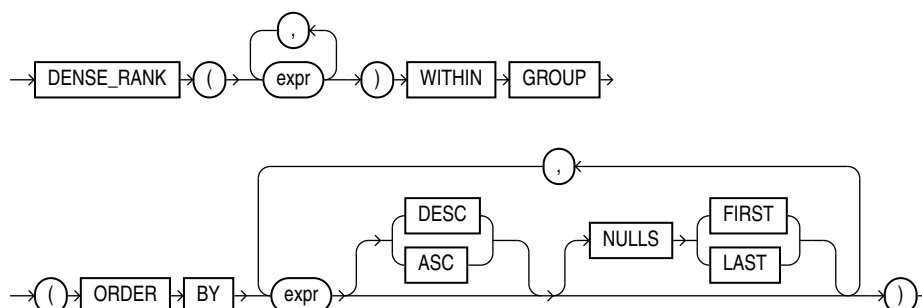 ,
DENSE_RANK ( expr ) WITHIN GROUP
,
DESC FIRST
NULLS
ASC LAST
( ORDER BY expr )